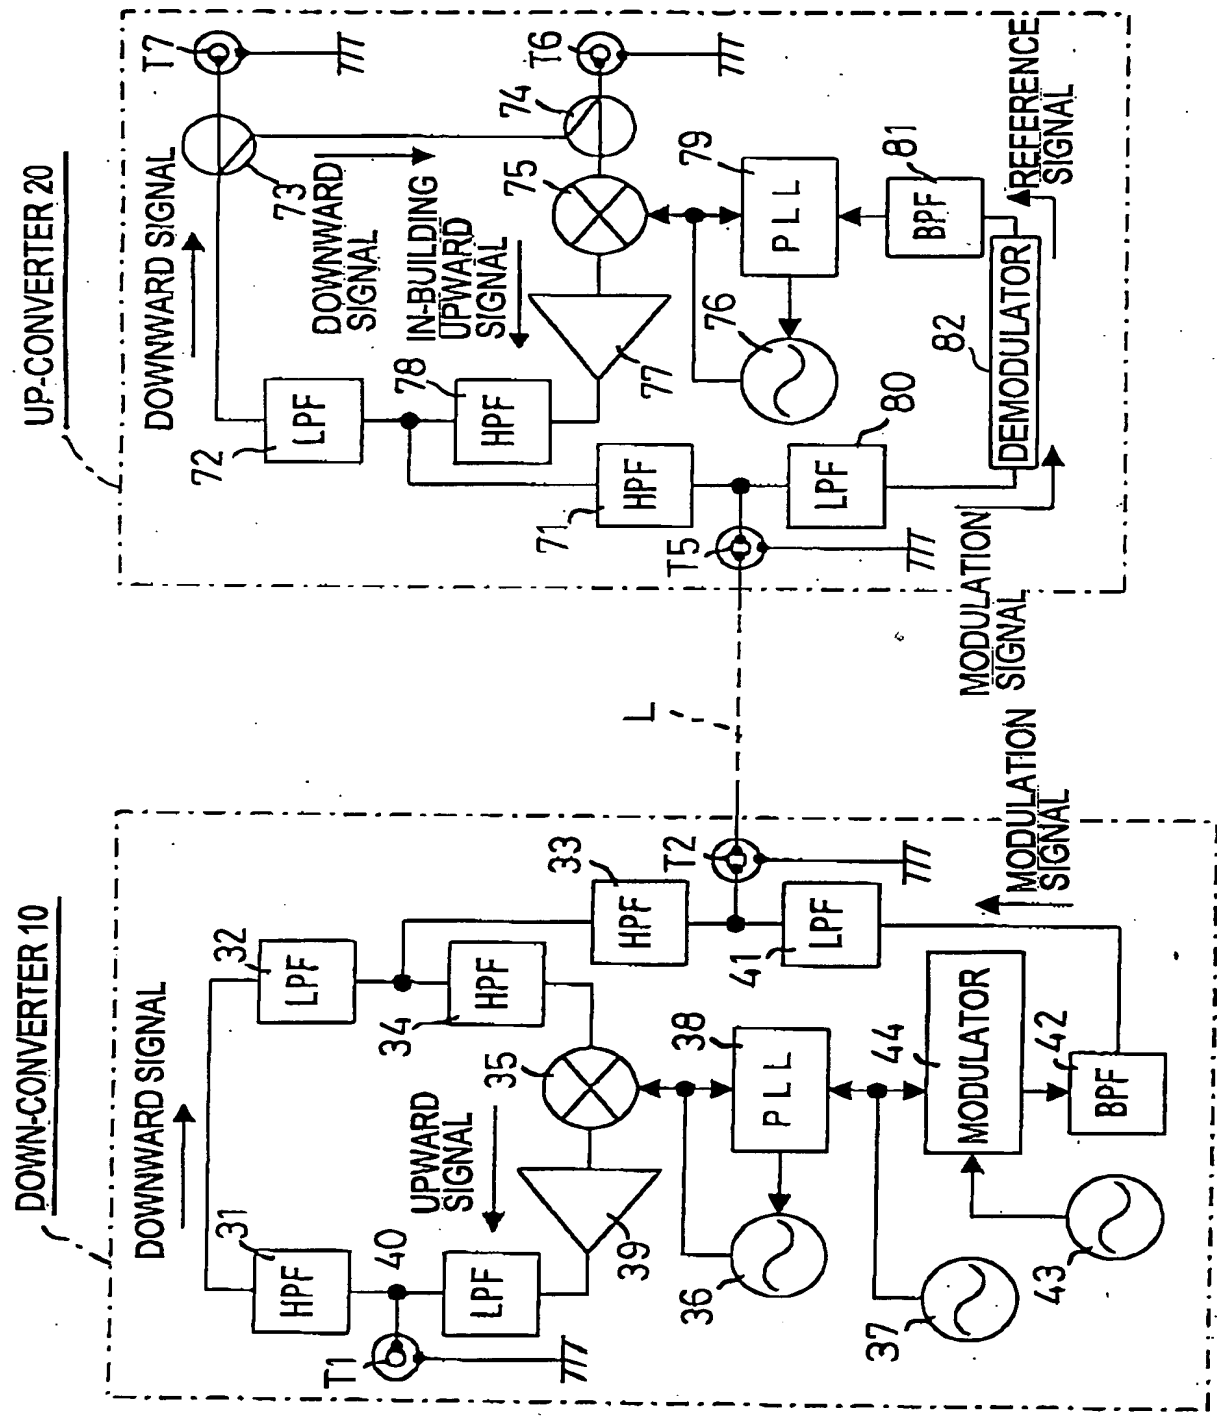 DOWN-CONVERTER 10
DOWNWARD SIGNAL
31
HPF
T1
40
LPF
UPWARD
SIGNAL
39
35
32
LPF
34
HPF
33
HPF
T2
41
LPF
36
38
PLL
37
44
MODULATOR
42
BPF
43
MODULATION
SIGNAL
L
UP-CONVERTER 20
DOWNWARD SIGNAL
72
LPF
73
T7
DOWNWARD
SIGNAL
IN-BUILDING
UPWARD
SIGNAL
78
HPF
77
75
74
T6
71
HPF
T5
80
LPF
76
79
PLL
81
BPF
82
DEMODULATOR
MODULATION
SIGNAL
REFERENCE
SIGNAL